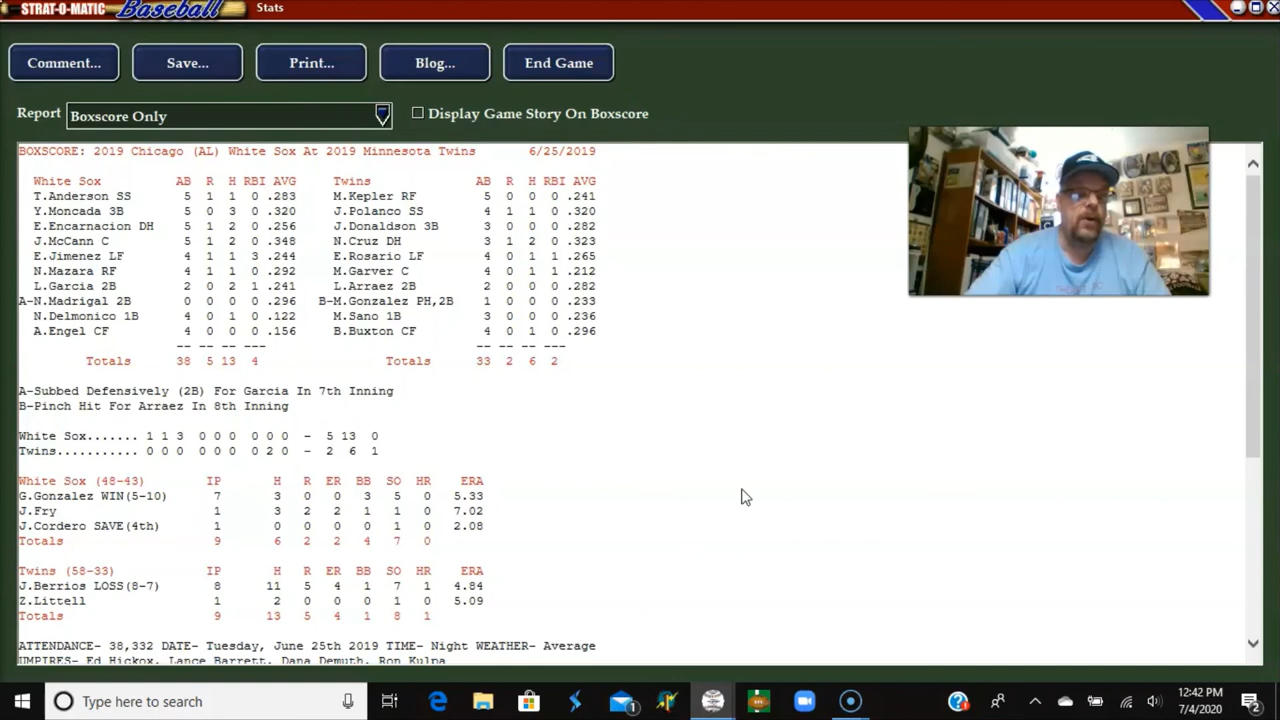 STRAT-O-MATIC Baseball Stats
Comment... Save... Print... Blog... End Game
Report Boxscore Only Display Game Story On Boxscore
BOXSCORE: 2019 Chicago (AL) White Sox At 2019 Minnesota Twins 6/25/2019
White Sox AB R H RBI AVG Twins AB R H RBI AVG
T.Anderson SS 5 1 1 0 .283 M.Kepler RF 5 0 0 0 .241
Y.Moncada 3B 5 0 3 0 .320 J.Polanco SS 4 1 1 0 .320
E.Encarnacion DH 5 1 2 0 .256 J.Donaldson 3B 3 0 0 0 .282
J.McCann C 5 1 2 0 .348 N.Cruz DH 3 1 2 0 .323
E.Jimenez LF 4 1 1 3 .244 E.Rosario LF 4 0 1 1 .265
N.Mazara RF 4 1 1 0 .292 M.Garver C 4 0 1 1 .212
L.Garcia 2B 2 0 2 1 .241 L.Arraez 2B 2 0 0 0 .282
A-N.Madrigal 2B 0 0 0 0 .296 B-M.Gonzalez PH,2B 1 0 0 0 .233
N.Delmonico 1B 4 0 1 0 .122 M.Sano 1B 3 0 0 0 .236
A.Engel CF 4 0 0 0 .156 B.Buxton CF 4 0 1 0 .296
-- -- -- --- -- -- -- ---
Totals 38 5 13 4 Totals 33 2 6 2
A-Subbed Defensively (2B) For Garcia In 7th Inning
B-Pinch Hit For Arraez In 8th Inning
White Sox....... 1 1 3 0 0 0 0 0 0 - 5 13 0
Twins........... 0 0 0 0 0 0 0 2 0 - 2 6 1
White Sox (48-43) IP H R ER BB SO HR ERA
G.Gonzalez WIN(5-10) 7 3 0 0 3 5 0 5.33
J.Fry 1 3 2 2 1 1 0 7.02
J.Cordero SAVE(4th) 1 0 0 0 0 1 0 2.08
Totals 9 6 2 2 4 7 0
Twins (58-33) IP H R ER BB SO HR ERA
J.Berrios LOSS(8-7) 8 11 5 4 1 7 1 4.84
Z.Littell 1 2 0 0 0 1 0 5.09
Totals 9 13 5 4 1 8 1
ATTENDANCE- 38,332 DATE- Tuesday, June 25th 2019 TIME- Night WEATHER- Average
UMPIRES- Ed Hickox, Lance Barrett, Dana Demuth, Ron Kulpa
Type here to search
12:42 PM
7/4/2020
1
2